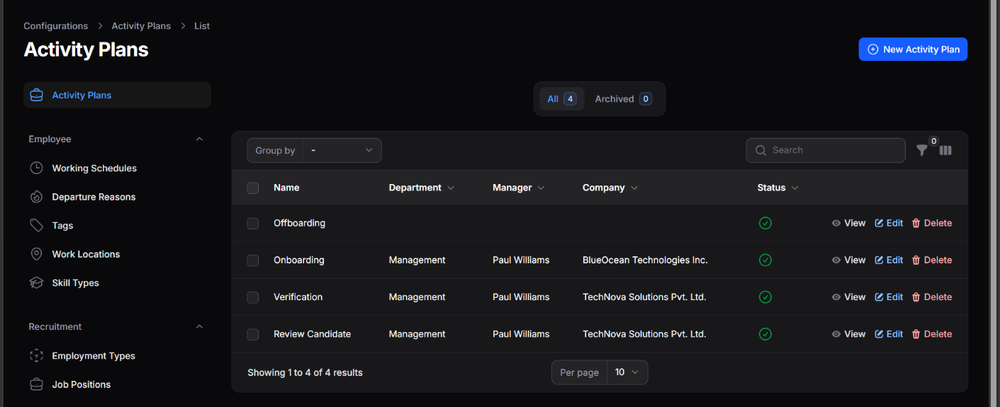 Configurations > Activity Plans > List
Activity Plans
New Activity Plan
Activity Plans
Employee
Working Schedules
Departure Reasons
Tags
Work Locations
Skill Types
Recruitment
Employment Types
Job Positions
All 4 Archived 0
Group by -
Search
0
Name Department Manager Company Status
Offboarding View Edit Delete
Onboarding Management Paul Williams BlueOcean Technologies Inc. View Edit Delete
Verification Management Paul Williams TechNova Solutions Pvt. Ltd. View Edit Delete
Review Candidate Management Paul Williams TechNova Solutions Pvt. Ltd. View Edit Delete
Showing 1 to 4 of 4 results
Per page 10